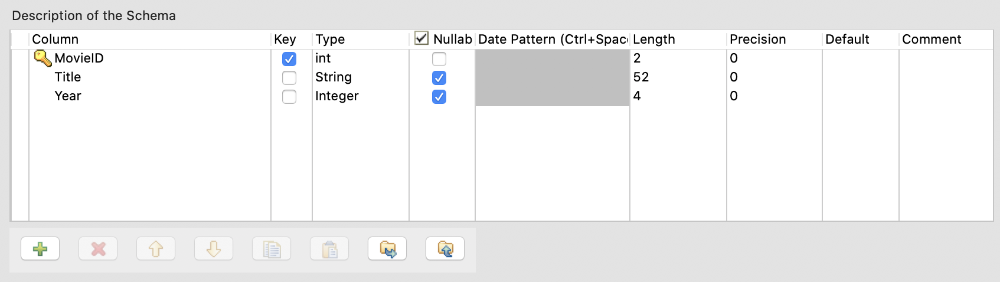 Description of the Schema
Column Key Type Nullab Date Pattern (Ctrl+Spac Length Precision Default Comment
MovieID int 2 0
Title String 52 0
Year Integer 4 0